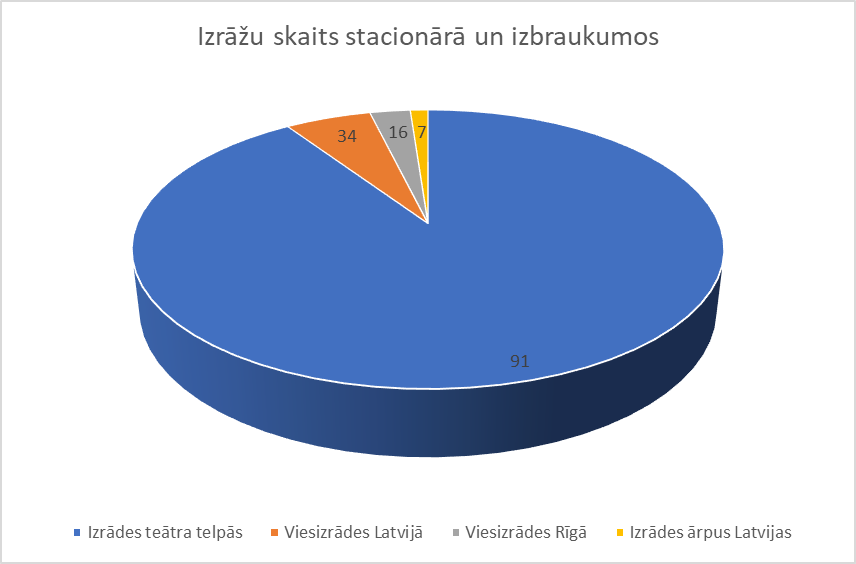 Izrāžu skaits stacionārā un izbraukumos
34
16
7
91
Izrādes teātra telpās
Viesizrādes Latvijā
Viesizrādes Rīgā
Izrādes ārpus Latvijas